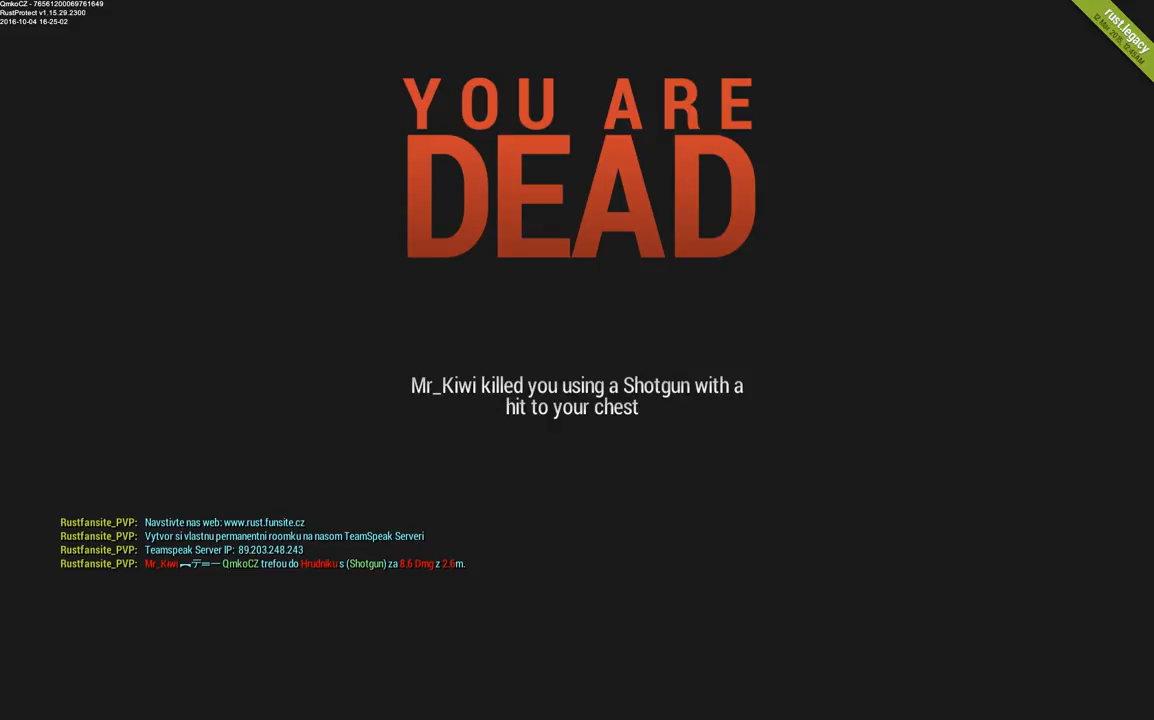 QmkoCZ - 76561200069761649
RustProtect v1.15.29.2300
2016-10-04 16-25-02
rust.legacy
YOU ARE
DEAD
Mr_Kiwi killed you using a Shotgun with a
hit to your chest
Rustfansite_PVP: Navstivte nas web: www.rust.funsite.cz
Rustfansite_PVP: Vytvor si vlastnu permanentni roomku na nasom TeamSpeak Serveri
Rustfansite_PVP: Teamspeak Server IP: 89.203.248.243
Rustfansite_PVP: Mr_Kiwi ︻デ═一 QmkoCZ trefou do Hrudniku s (Shotgun) za 8.6 Dmg z 2.6m.